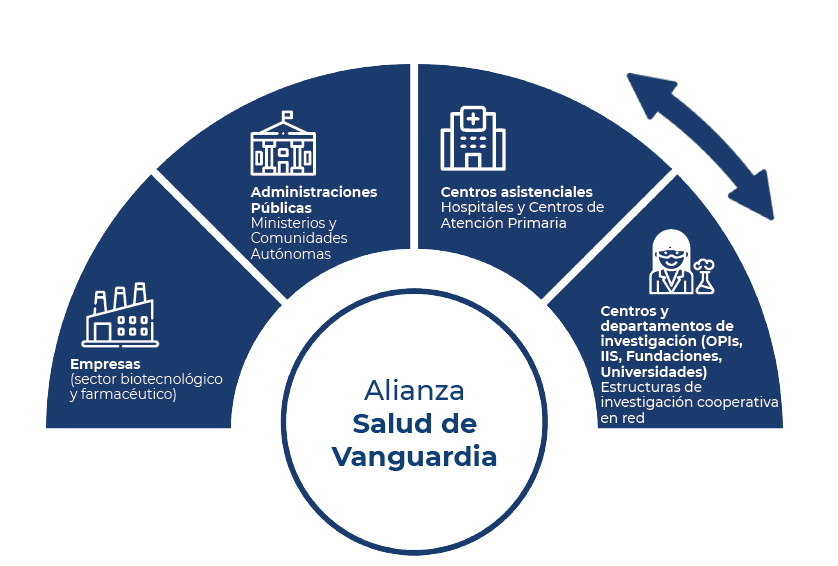 Empresas
(sector biotecnológico
y farmacéutico)
Administraciones
Públicas
Ministerios y
Comunidades
Autónomas
Centros asistenciales
Hospitales y Centros de
Atención Primaria
Centros y
departamentos de
investigación (OPIs,
IIS, Fundaciones,
Universidades)
Estructuras de
investigación cooperativa
en red
Alianza
Salud de
Vanguardia